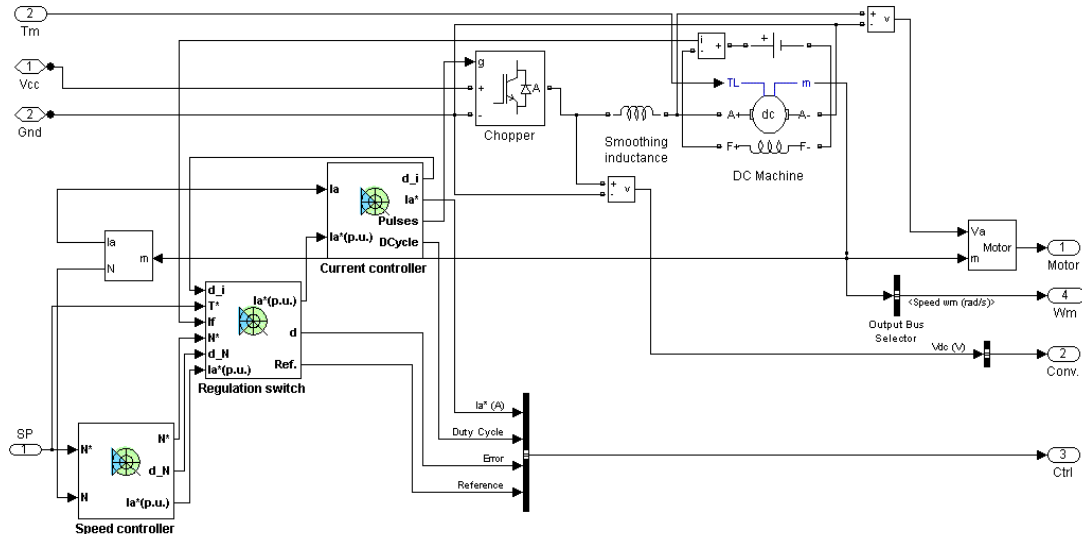 2
Tm
1
Vcc
2
Gnd
g
+
-
A
Chopper
Smoothing
inductance
i
-
+
+
TL
m
A+
dc
A-
F+
F-
DC Machine
+
-
v
+
-
v
Ia
Ia*(p.u.)
d_i
Ia*
Pulses
DCycle
Current controller
Ia
N
m
d_i
T*
If
N*
d_N
Ia*(p.u.)
Ia*(p.u.)
d
Ref.
Regulation switch
SP
1
N*
N
N*
d_N
Ia*(p.u.)
Speed controller
Ia* (A)
Duty Cycle
Error
Reference
Va
m
Motor
1
Motor
<Speed wm (rad/s)>
Output Bus
Selector
4
Wm
Vdc (V)
2
Conv.
3
Ctrl